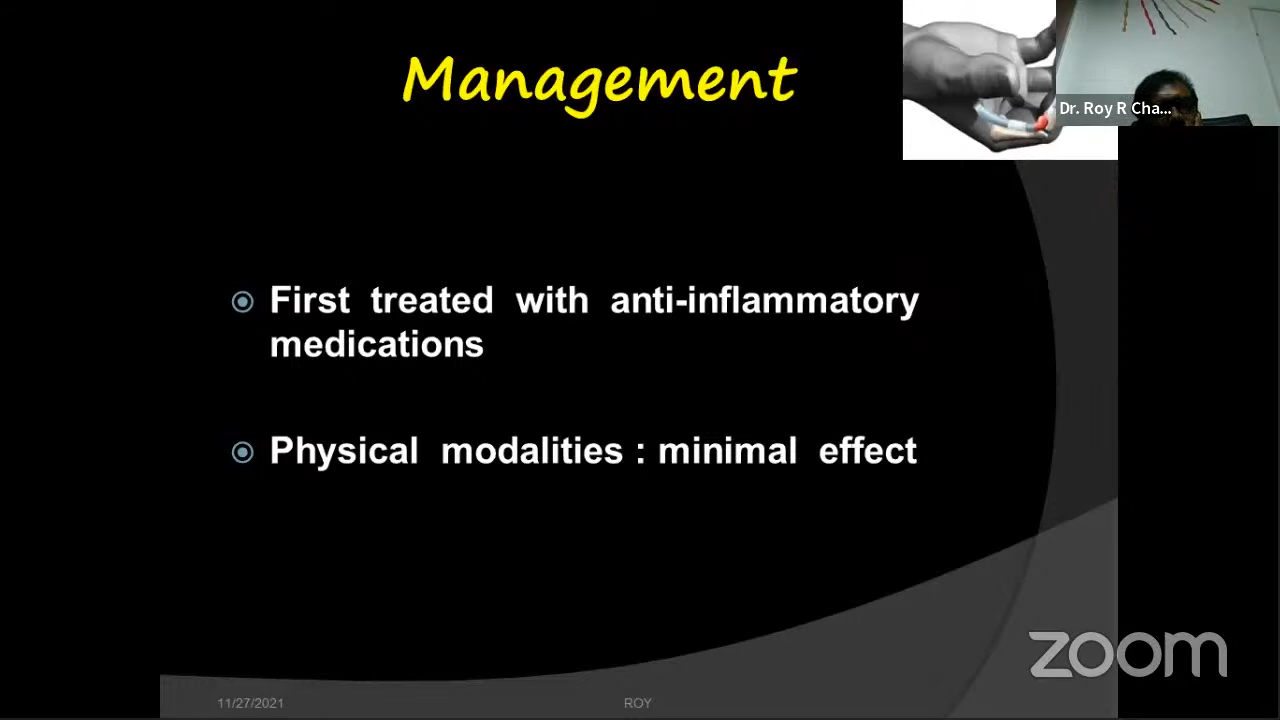 Management
Dr. Roy R Cha...
First treated with anti-inflammatory
medications
Physical modalities : minimal effect
zoom
11/27/2021
ROY